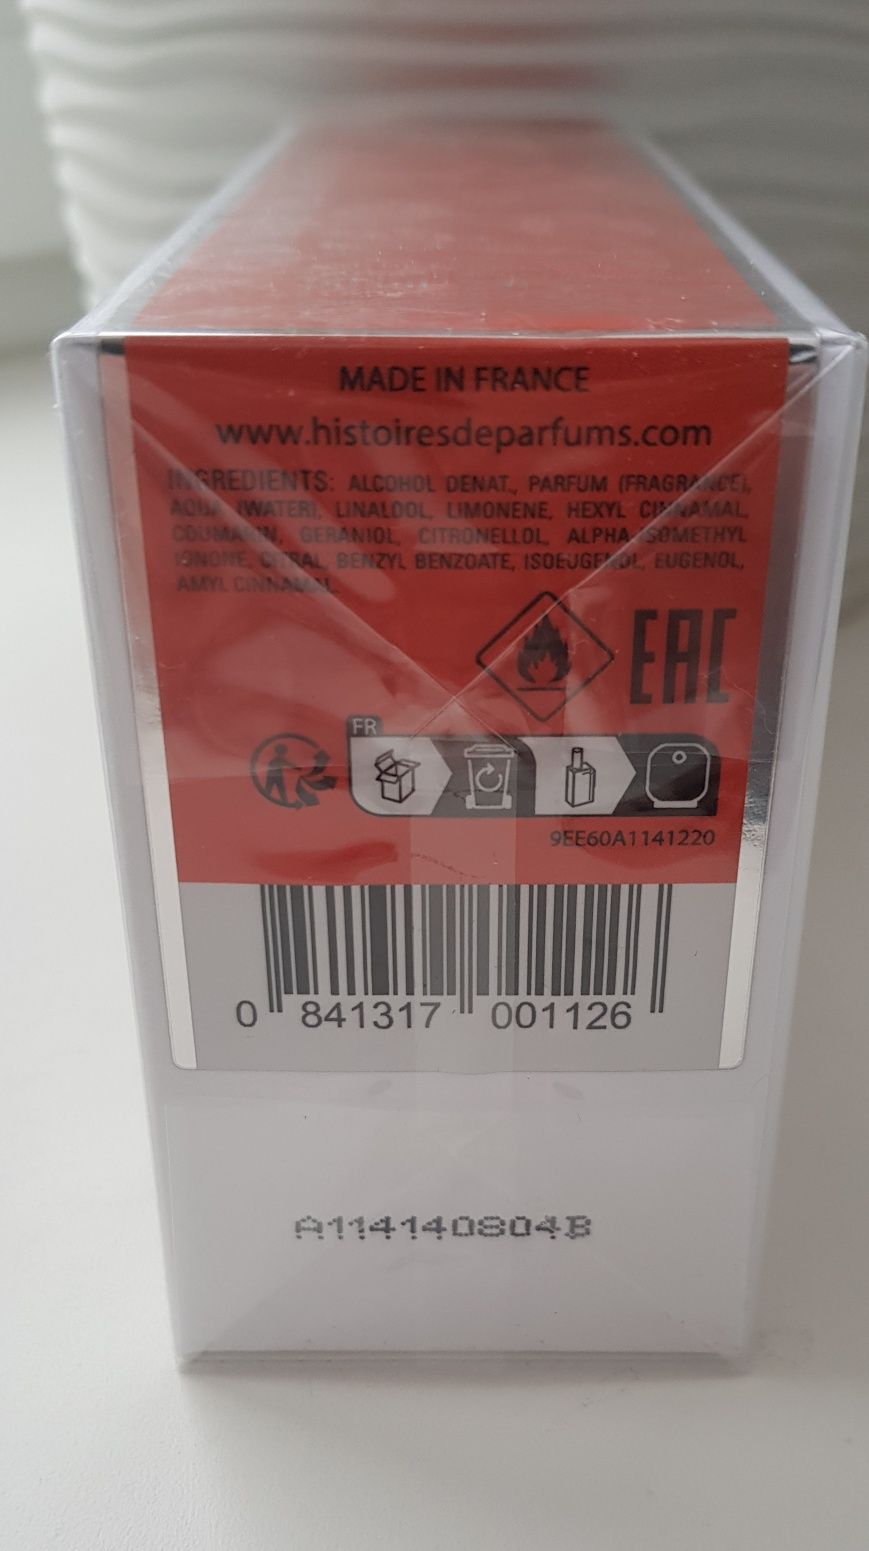 MADE IN FRANCE
www.histoiresdeparfums.com
INGREDIENTS: ALCOHOL DENAT., PARFUM (FRAGRANCE),
AQUA (WATER), LINALOOL, LIMONENE, HEXYL CINNAMAL,
COUMARIN, GERANIOL, CITRONELLOL, ALPHA ISOMETHYL
IONONE, CITRAL, BENZYL BENZOATE, ISOEUGENOL, EUGENOL,
AMYL CINNAMAL.
EAC
FR
9EE60A1141220
0 841317 001126
A114140804B